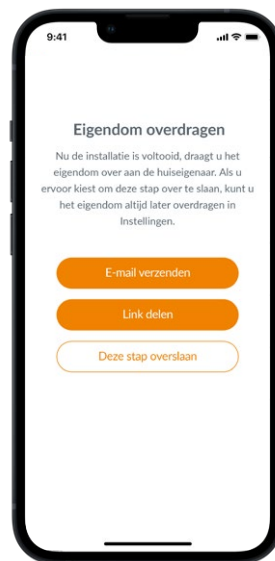 9:41
Eigendom overdragen
Nu de installatie is voltooid, draagt u het
eigendom over aan de huiseigenaar. Als u
ervoor kiest om deze stap over te slaan, kunt u
het eigendom altijd later overdragen in
Instellingen.
E-mail verzenden
Link delen
Deze stap overslaan